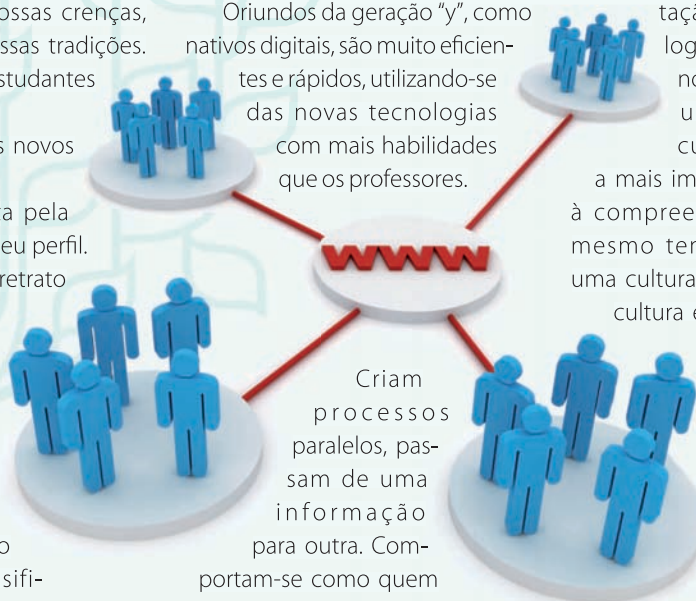 ossas crenças,
ssas tradições.
studantes
s novos
a pela
eu perfil.
retrato
o
sifi-
Oriundos da geração “y”, como
nativos digitais, são muito eficien-
tes e rápidos, utilizando-se
das novas tecnologias
com mais habilidades
que os professores.
www
Criam
processos
paralelos, pas-
sam de uma
informação
para outra. Com-
portam-se como quem
log
no
u
cu
a mais im
à compree
mesmo ter
uma cultura
cultura e